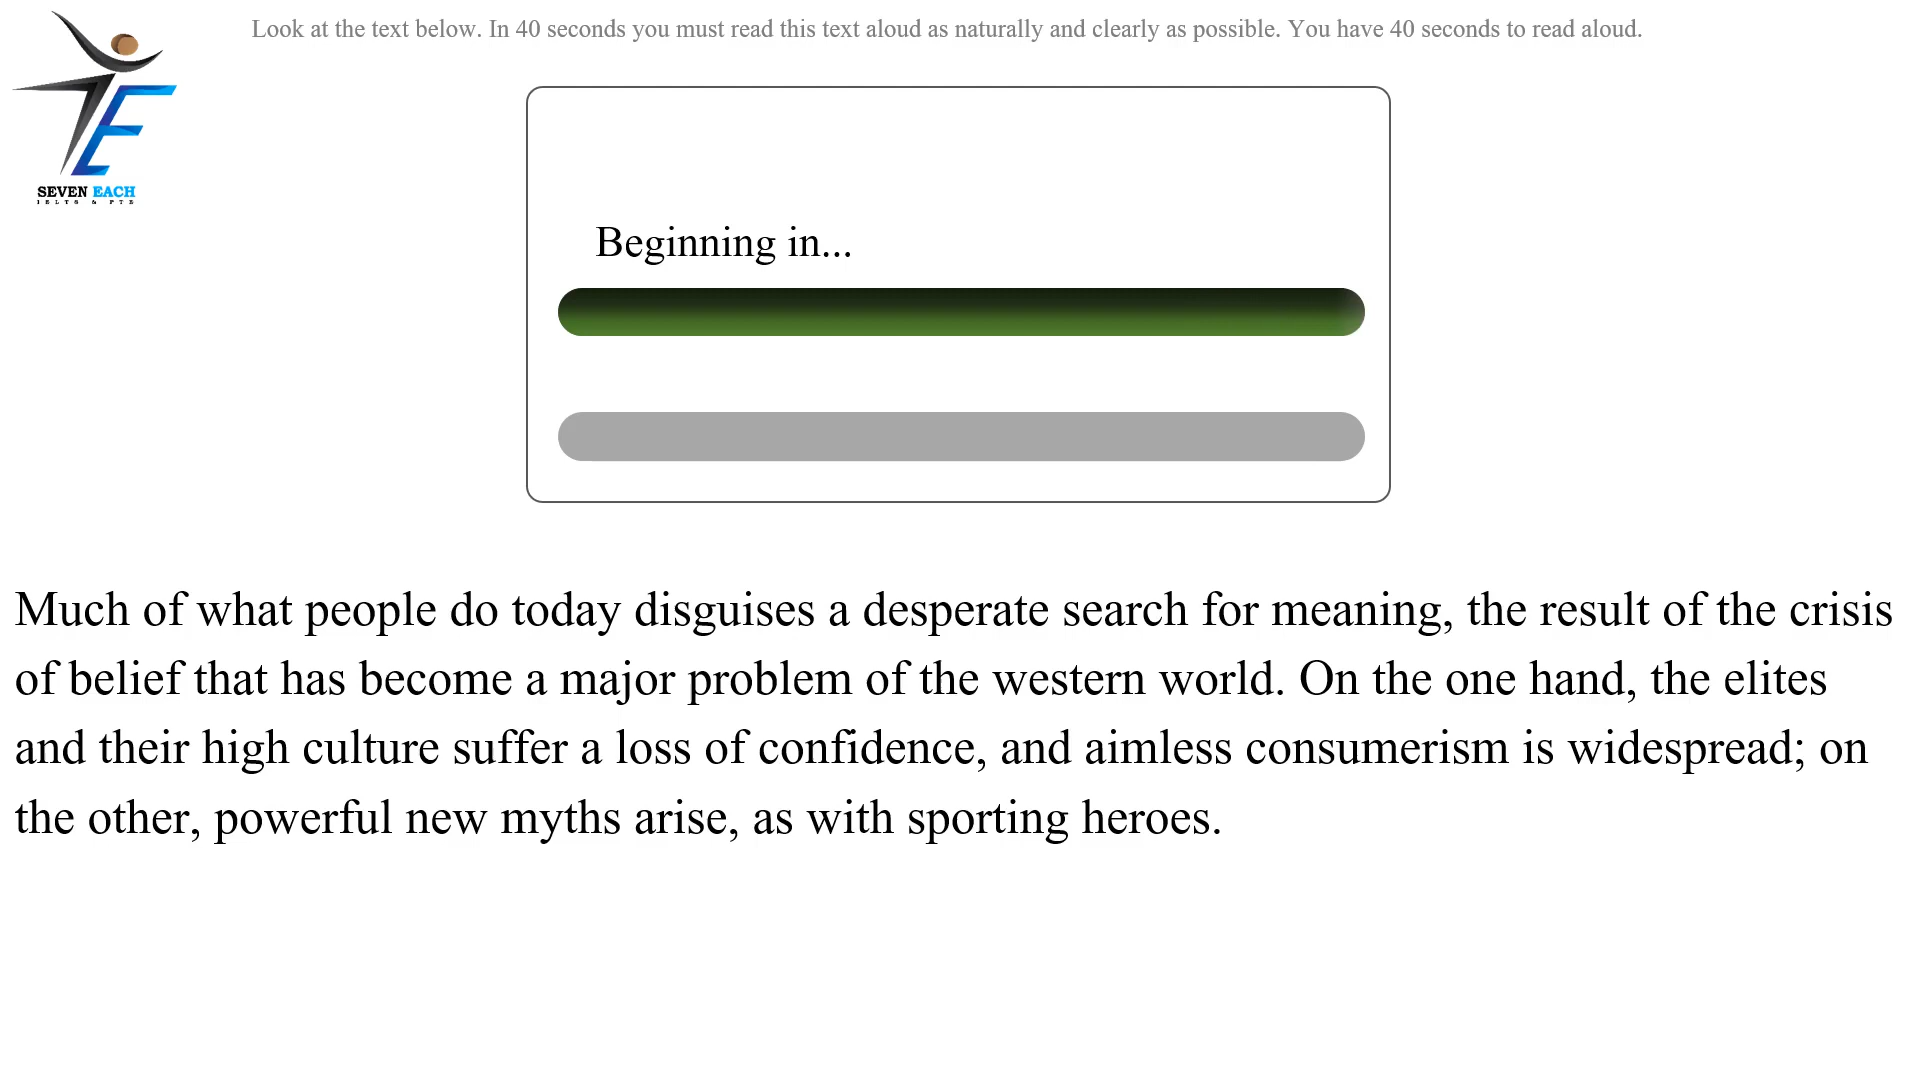 Look at the text below. In 40 seconds you must read this text aloud as naturally and clearly as possible. You have 40 seconds to read aloud.
SEVEN EACH
IELTS & PTE
Beginning in...
Much of what people do today disguises a desperate search for meaning, the result of the crisis
of belief that has become a major problem of the western world. On the one hand, the elites
and their high culture suffer a loss of confidence, and aimless consumerism is widespread; on
the other, powerful new myths arise, as with sporting heroes.